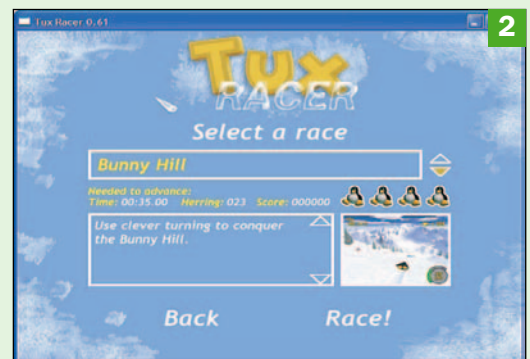 Tux Racer 0.61
2
Tux
RACER
Select a race
Bunny Hill
Needed to advance:
Time: 00:35.00 Herring: 023 Score: 000000
Use clever turning to conquer
the Bunny Hill.
Back Race!